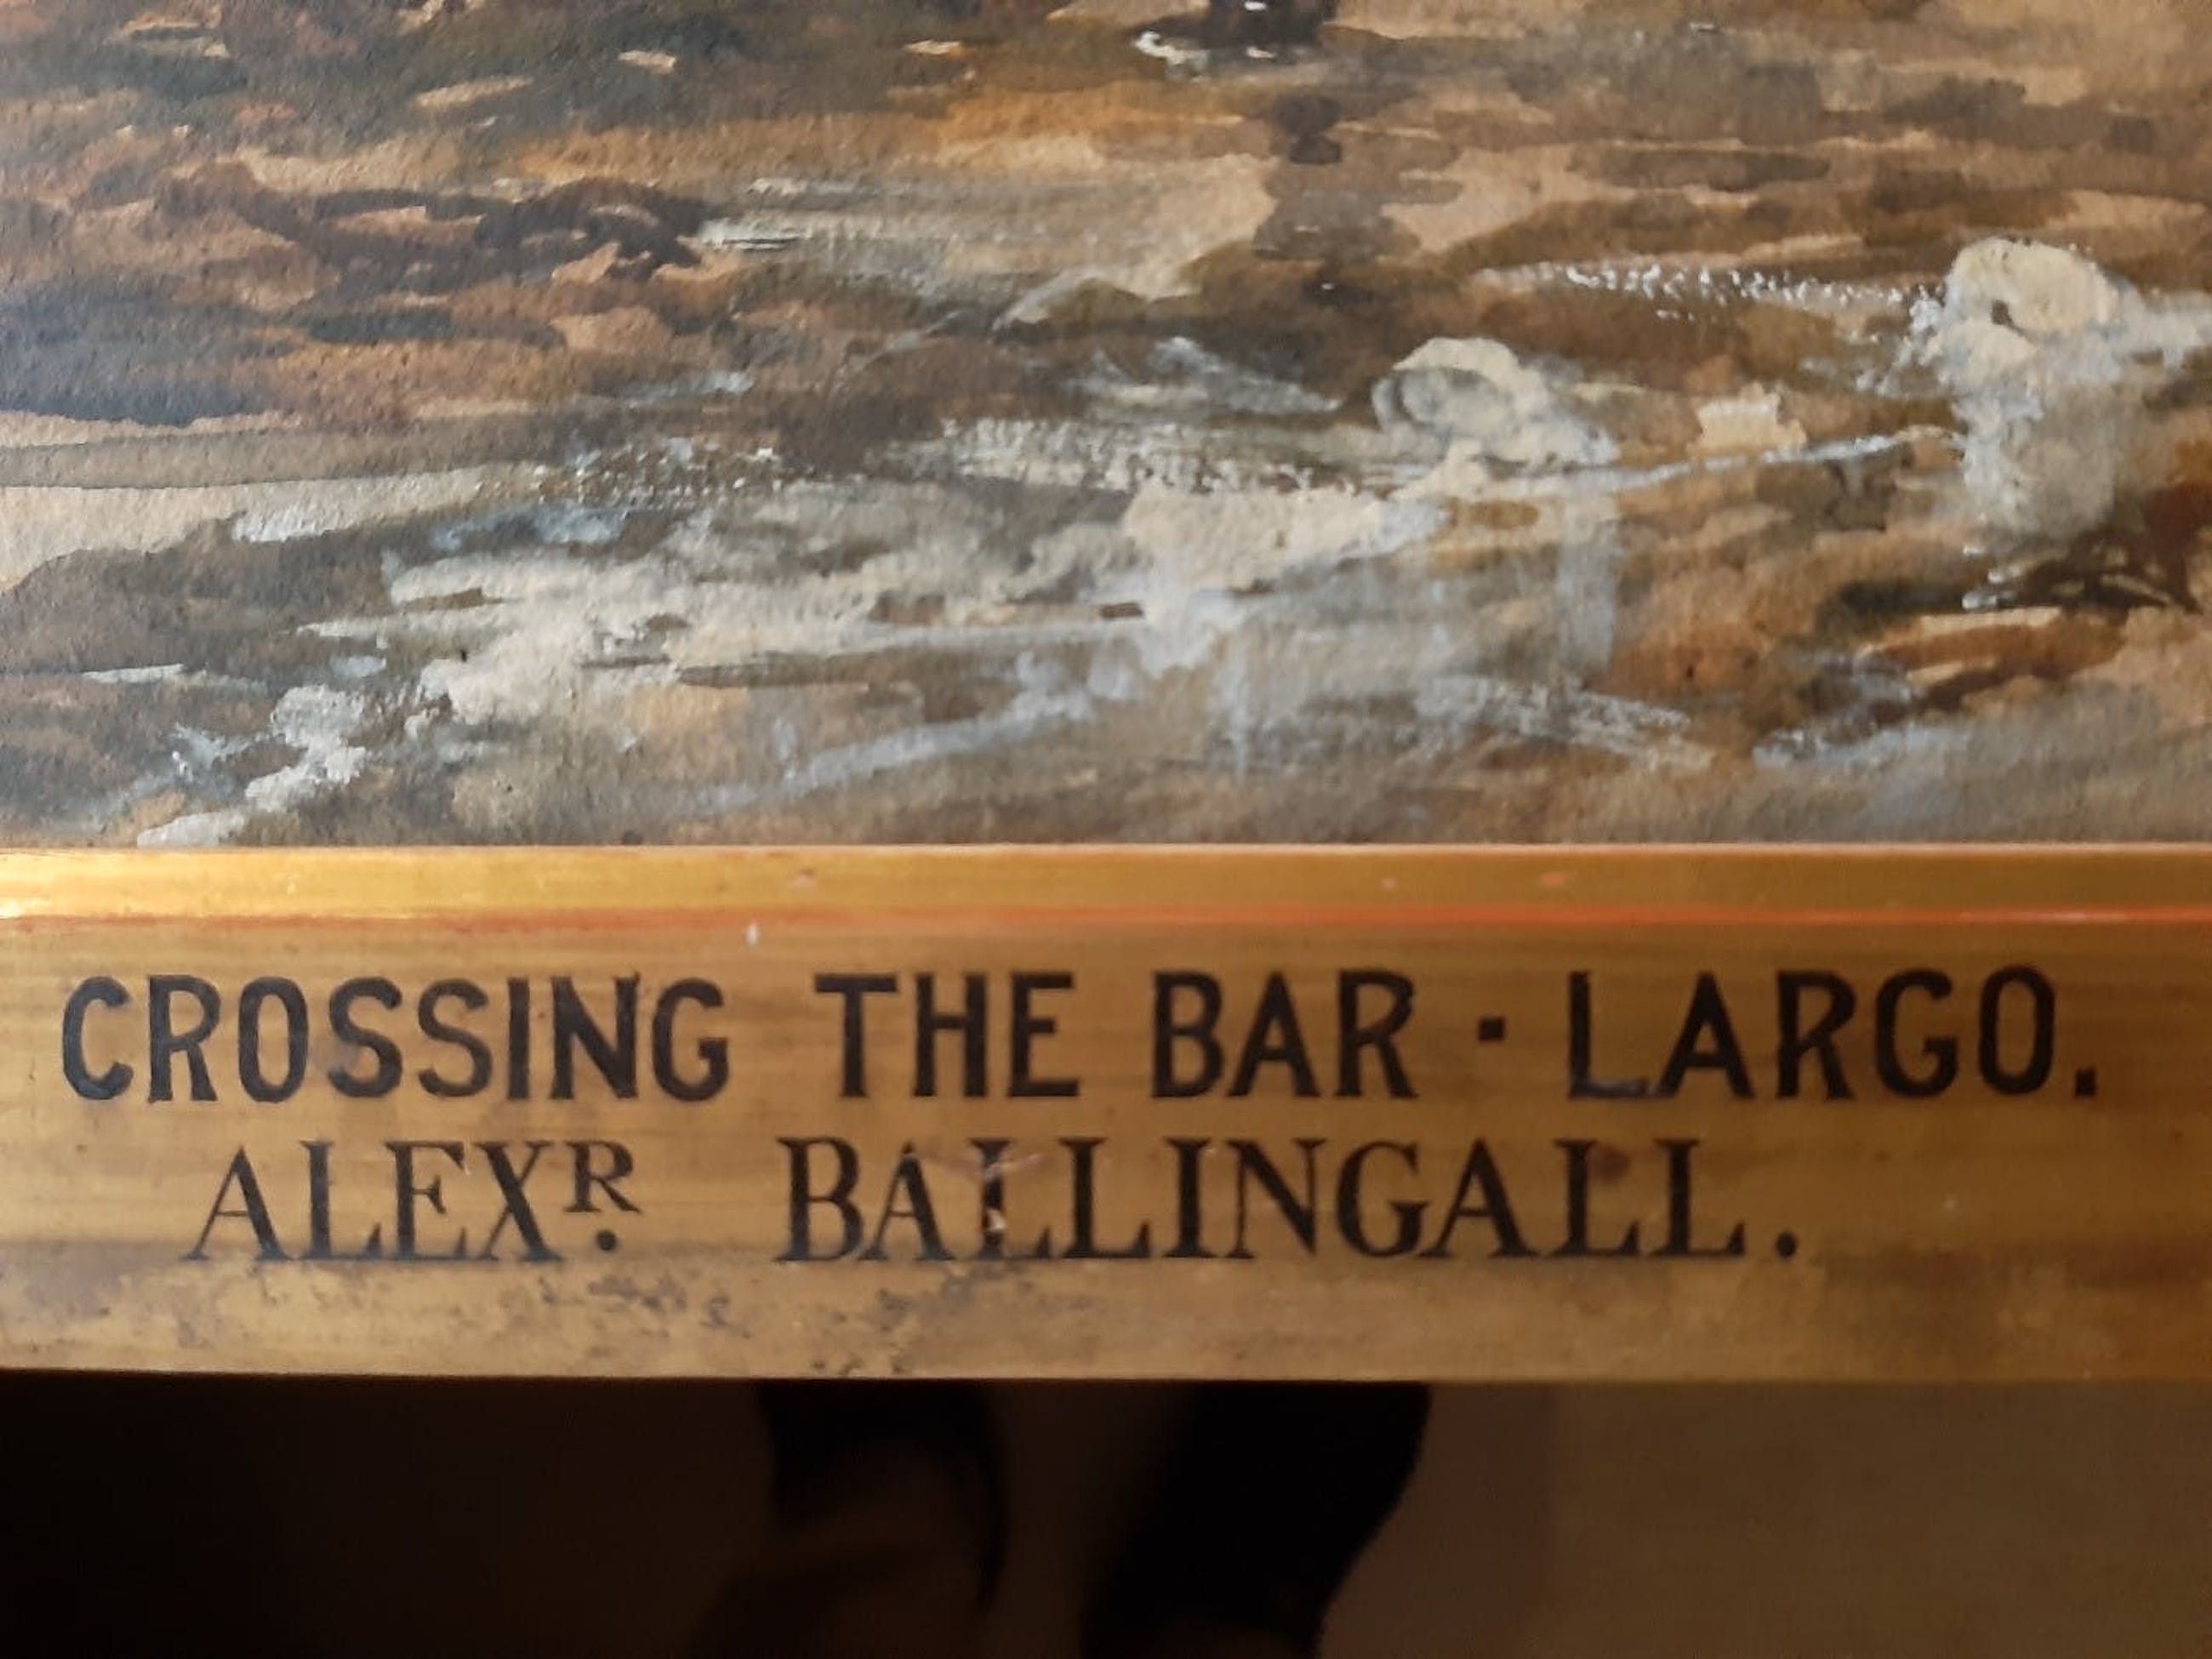 CROSSING THE BAR · LARGO.
ALEXR. BALLINGALL.